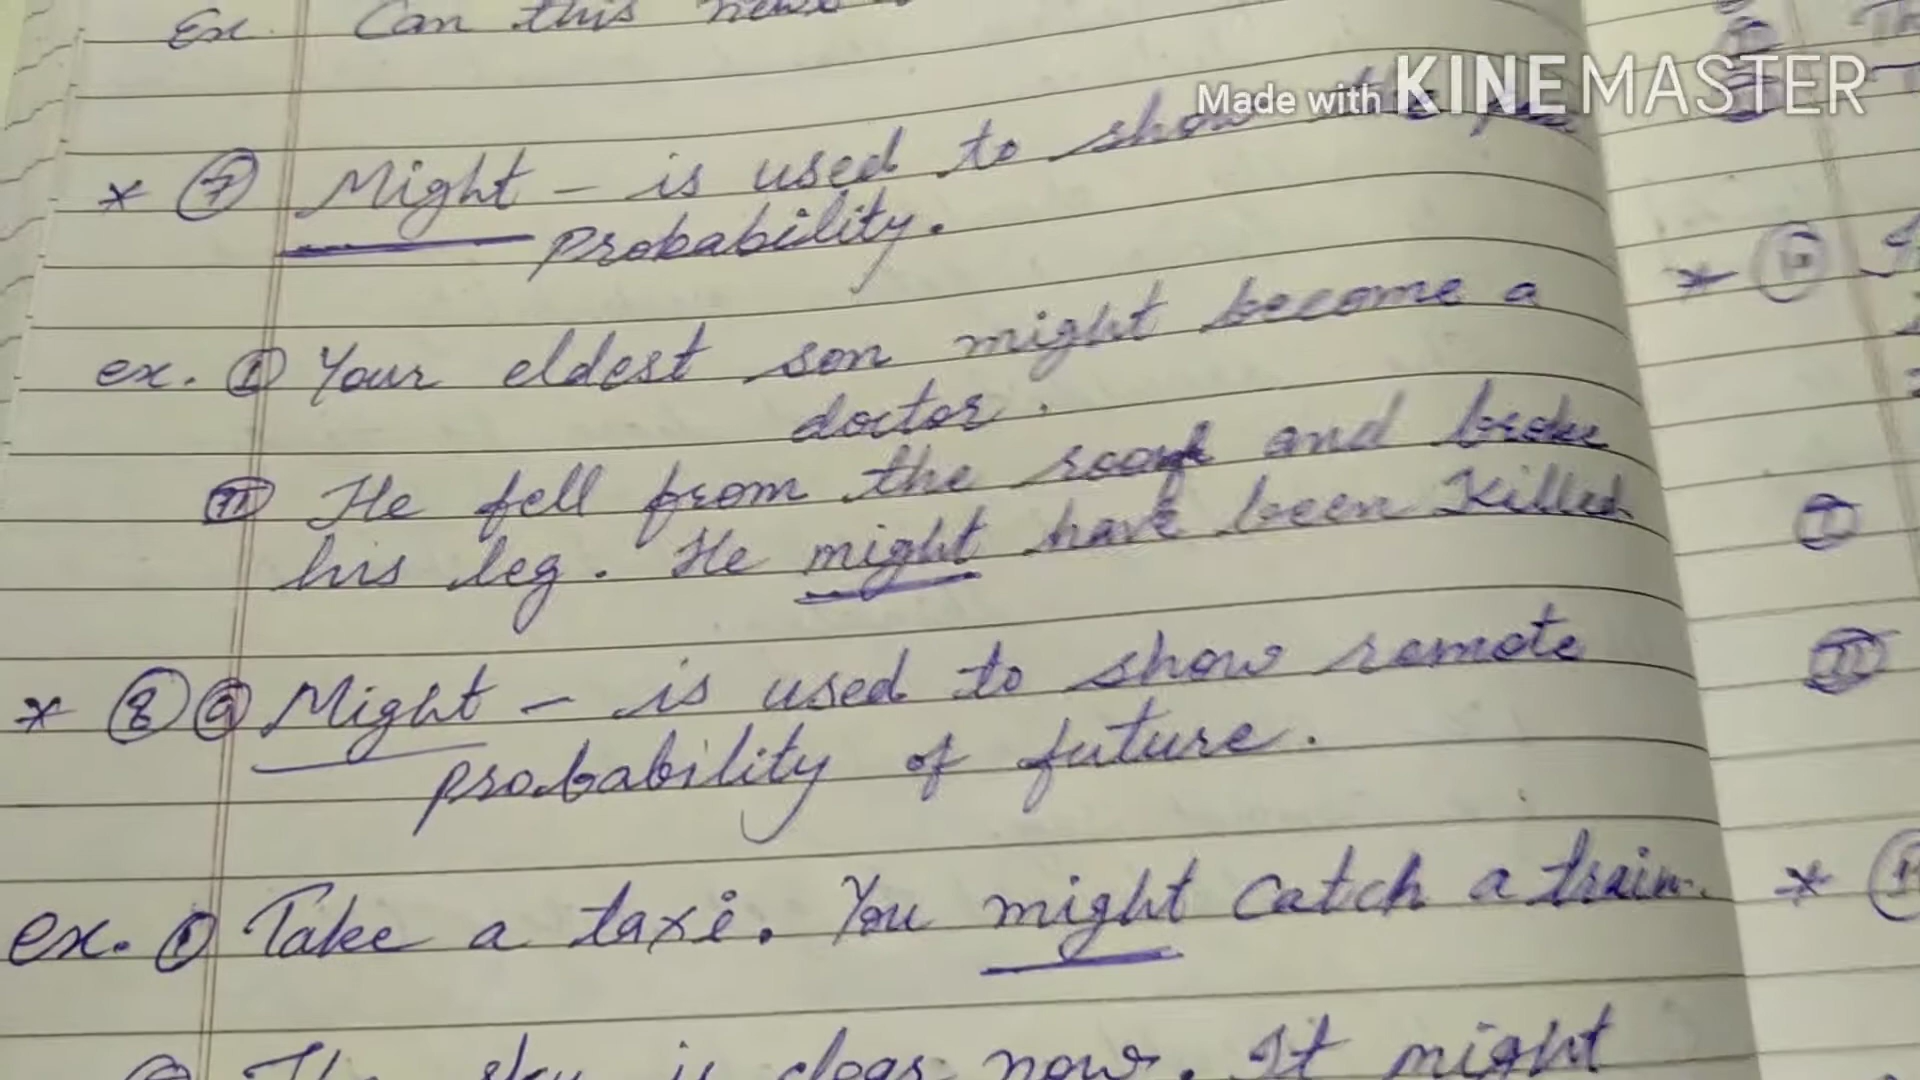 Ex. Can this news
Made with KINEMASTER
* ⑦ Might - is used to show the
probability.
ex. Ⓘ Your eldest son might become a
doctor.
Ⓘⓘ He fell from the roof and broke
his leg. He might have been Killed
* ⑧ ⓐ Might - is used to show remote
probability of future.
ex. ① Take a taxi. You might Catch a train.
② The sky is clear now. It might